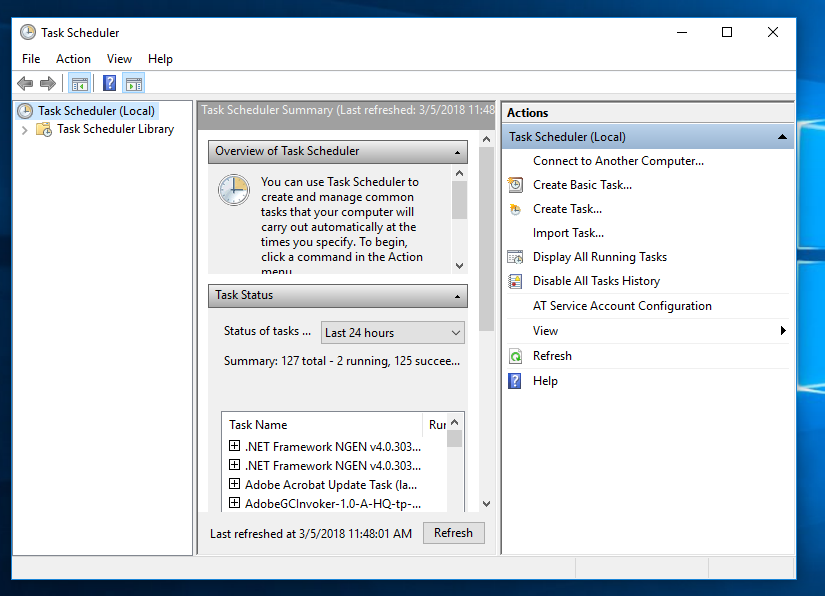 Task Scheduler
File Action View Help
Task Scheduler (Local)
Task Scheduler Library
Task Scheduler Summary (Last refreshed: 3/5/2018 11:48
Overview of Task Scheduler
You can use Task Scheduler to
create and manage common
tasks that your computer will
carry out automatically at the
times you specify. To begin,
click a command in the Action
menu
Task Status
Status of tasks ... Last 24 hours
Summary: 127 total - 2 running, 125 succee...
Task Name Rur
.NET Framework NGEN v4.0.303...
.NET Framework NGEN v4.0.303...
Adobe Acrobat Update Task (la...
AdobeGCInvoker-1.0-A-HQ-tp-...
Last refreshed at 3/5/2018 11:48:01 AM Refresh
Actions
Task Scheduler (Local)
Connect to Another Computer...
Create Basic Task...
Create Task...
Import Task...
Display All Running Tasks
Disable All Tasks History
AT Service Account Configuration
View
Refresh
Help